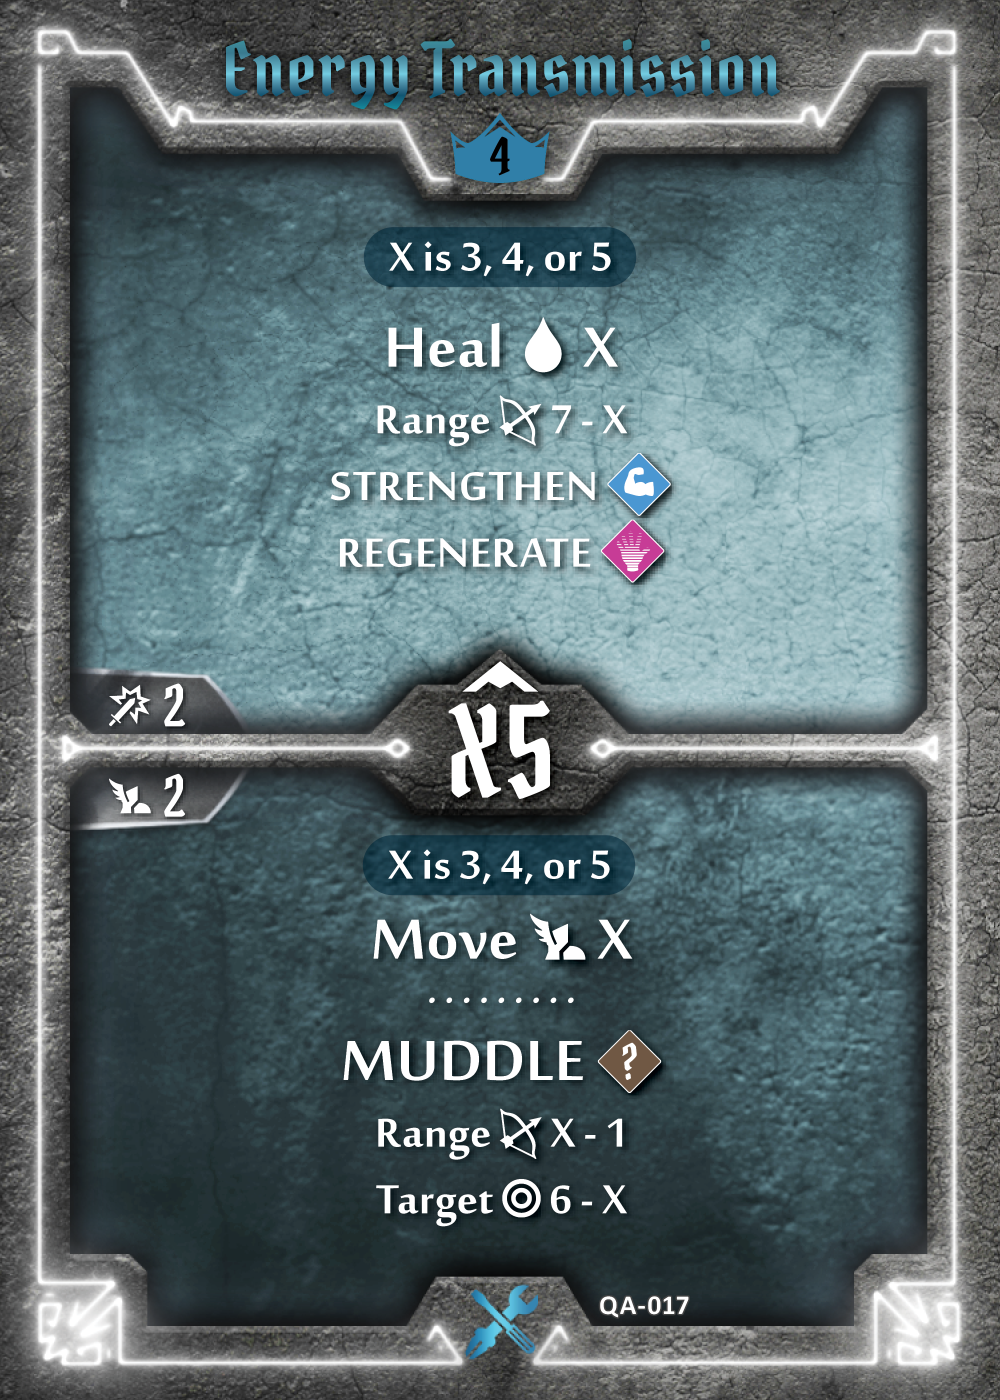 Energy Transmission
4
X is 3, 4, or 5
Heal X
Range 7 - X
STRENGTHEN
REGENERATE
2
X5
2
X is 3, 4, or 5
Move X
.........
MUDDLE ?
Range X - 1
Target 6 - X
QA-017